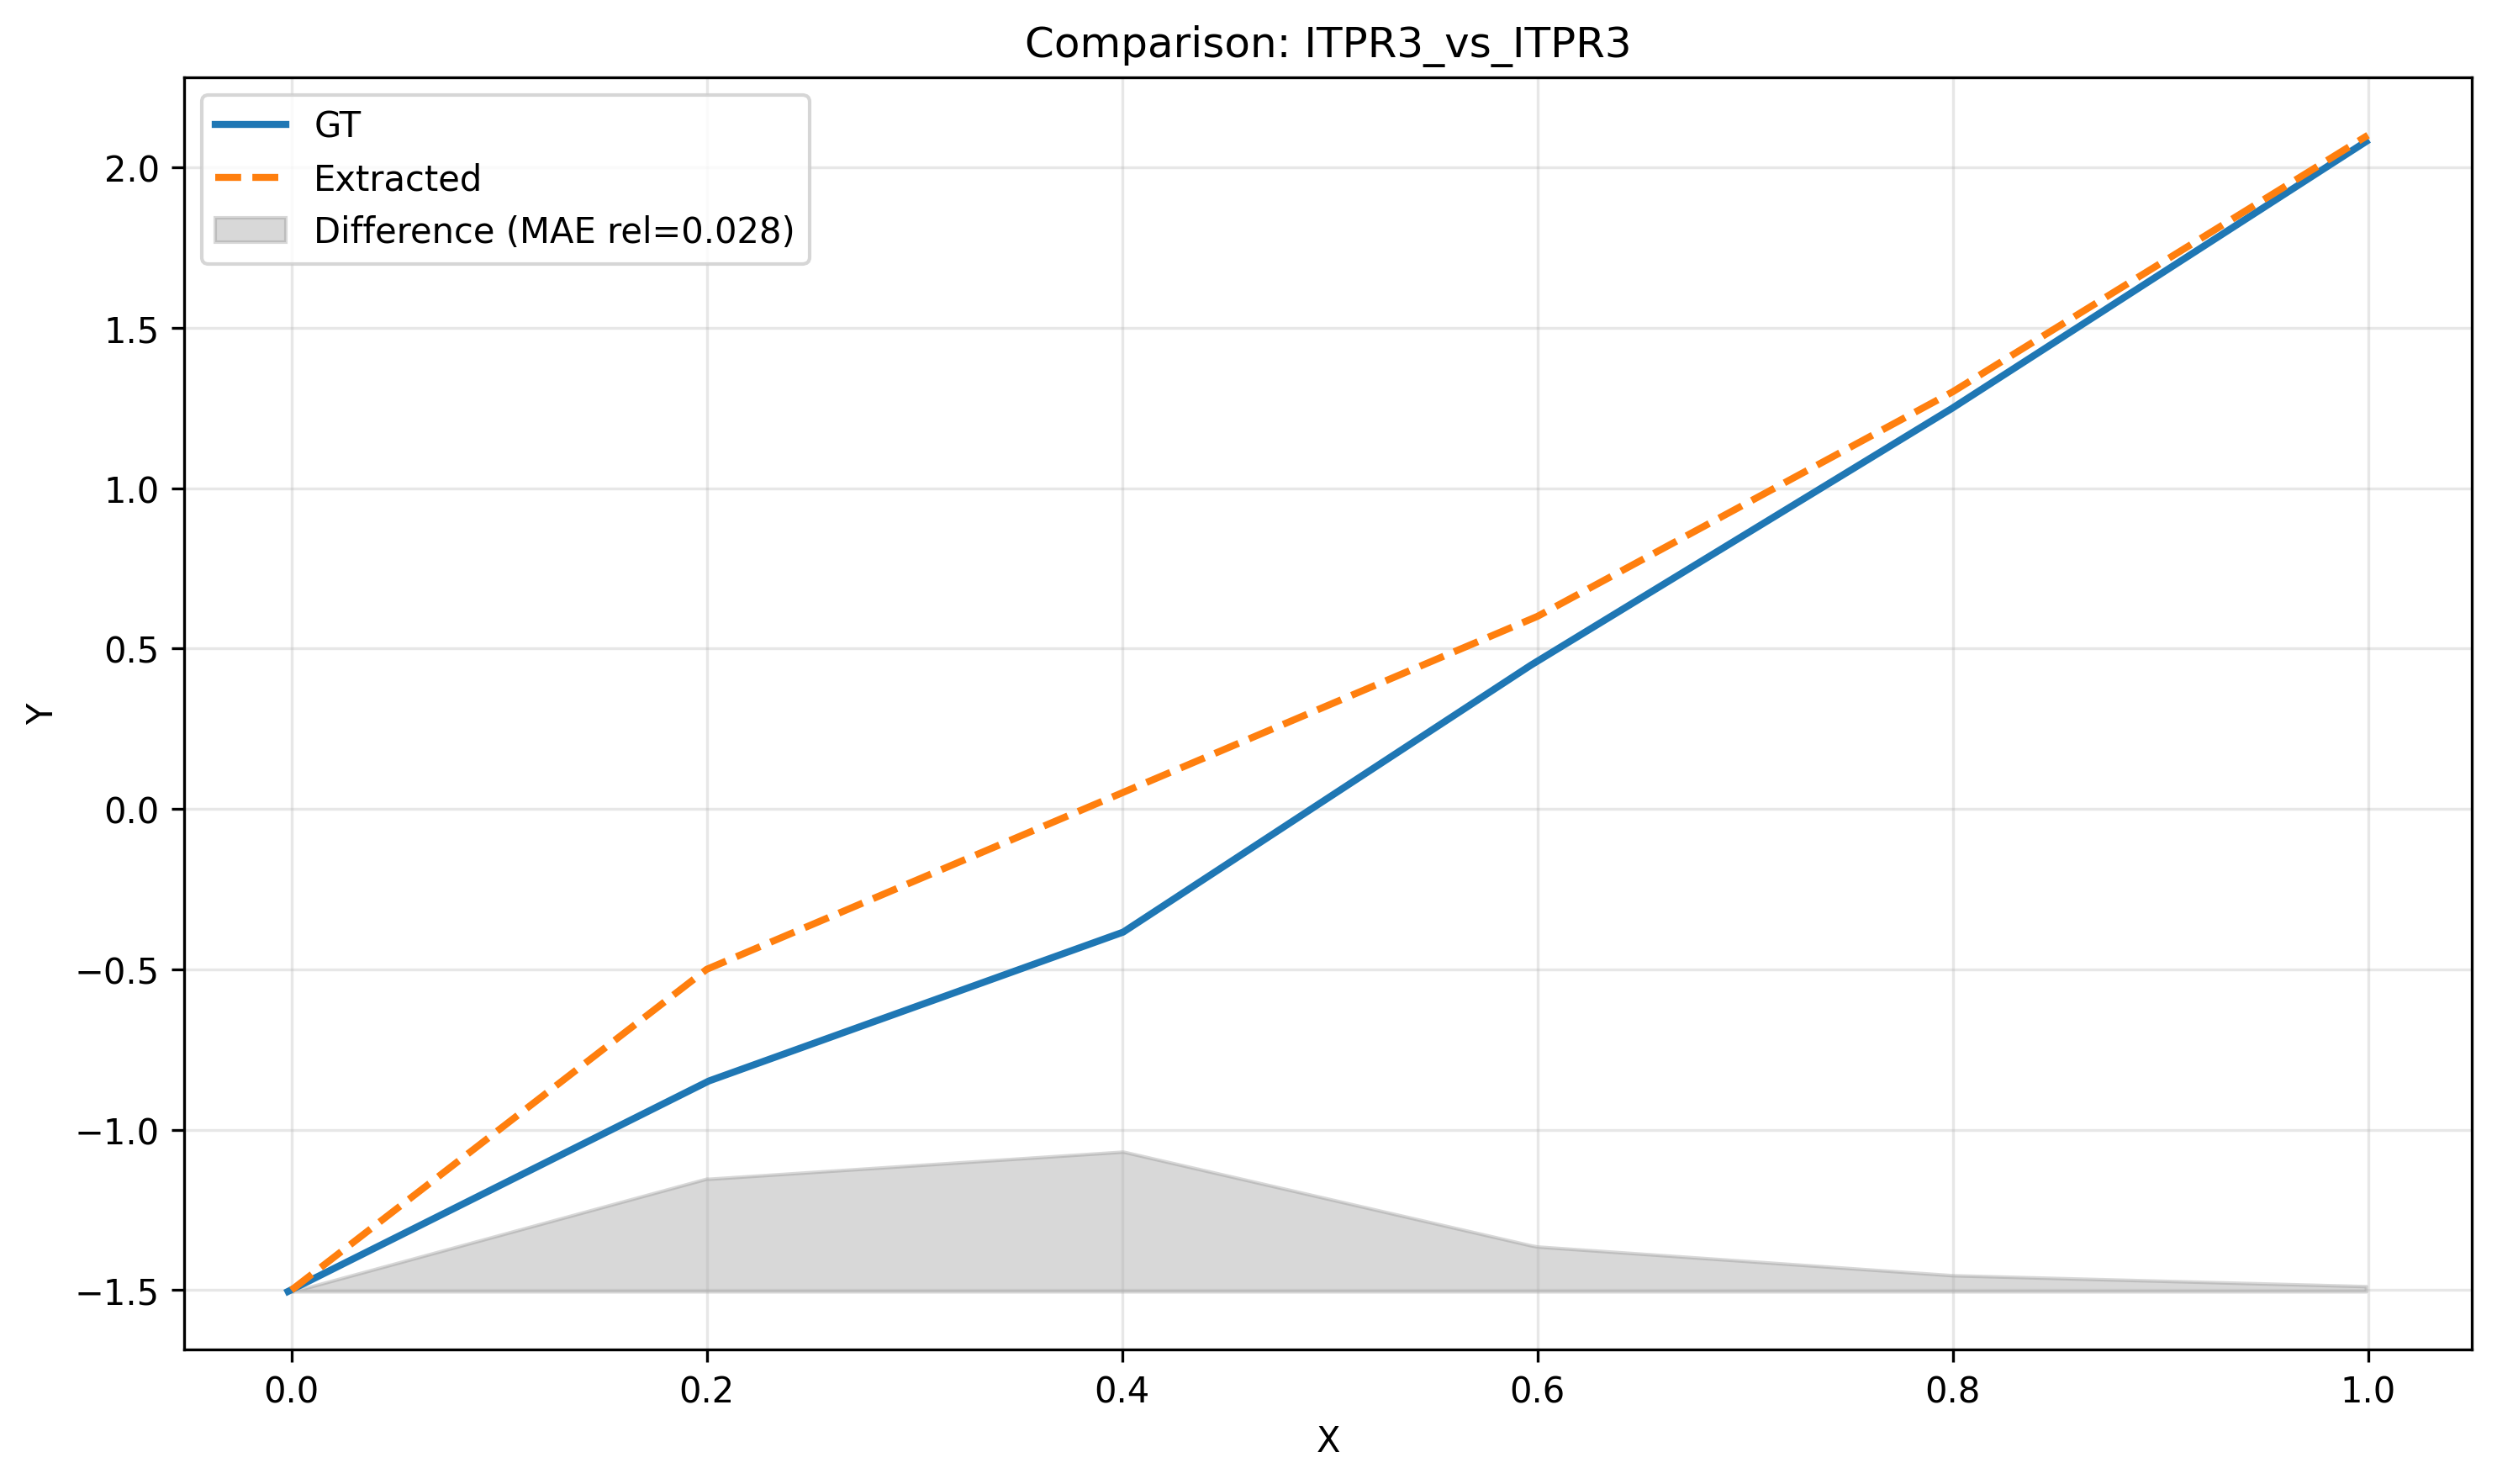 Comparison: ITPR3_vs_ITPR3
GT
Extracted
Difference (MAE rel=0.028)
2.0
1.5
1.0
0.5
0.0
−0.5
−1.0
−1.5
Y
0.0 0.2 0.4 0.6 0.8 1.0
X